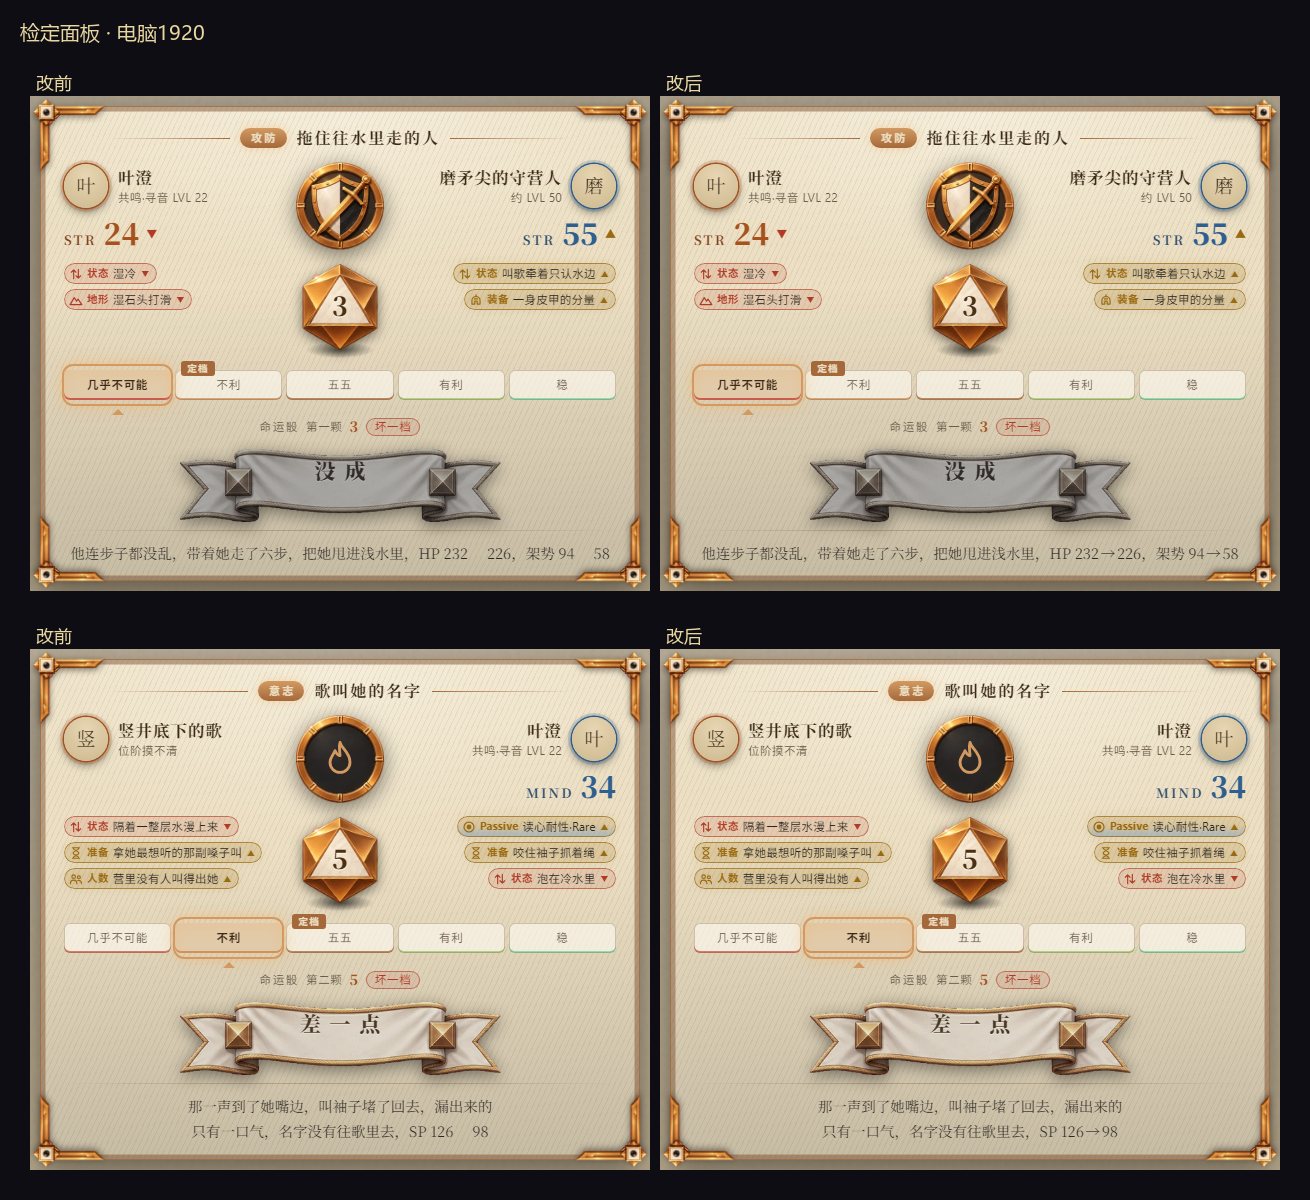 检定面板 · 电脑1920
改前
攻防 拖住往水里走的人
叶 叶澄
共鸣·寻音 LVL 22
磨矛尖的守营人 磨
约 LVL 50
STR 24 ▼
STR 55 ▲
状态 湿冷 ▼
地形 湿石头打滑 ▼
状态 叫歌牵着只认水边 ▲
装备 一身皮甲的分量 ▲
3
定档
几乎不可能 不利 五五 有利 稳
命运骰 第一颗 3 坏一档
没成
他连步子都没乱，带着她走了六步，把她甩进浅水里，HP 232 226，架势 94 58
改后
攻防 拖住往水里走的人
叶 叶澄
共鸣·寻音 LVL 22
磨矛尖的守营人 磨
约 LVL 50
STR 24 ▼
STR 55 ▲
状态 湿冷 ▼
地形 湿石头打滑 ▼
状态 叫歌牵着只认水边 ▲
装备 一身皮甲的分量 ▲
3
定档
几乎不可能 不利 五五 有利 稳
命运骰 第一颗 3 坏一档
没成
他连步子都没乱，带着她走了六步，把她甩进浅水里，HP 232→226，架势 94→58
改前
意志 歌叫她的名字
竖 竖井底下的歌
位阶摸不清
叶澄 叶
共鸣·寻音 LVL 22
MIND 34
状态 隔着一整层水漫上来 ▼
准备 拿她最想听的那副嗓子叫 ▲
人数 营里没有人叫得出她 ▲
Passive 读心耐性·Rare ▲
准备 咬住袖子抓着绳 ▲
状态 泡在冷水里 ▼
5
定档
几乎不可能 不利 五五 有利 稳
命运骰 第二颗 5 坏一档
差一点
那一声到了她嘴边，叫袖子堵了回去，漏出来的
只有一口气，名字没有往歌里去，SP 126 98
改后
意志 歌叫她的名字
竖 竖井底下的歌
位阶摸不清
叶澄 叶
共鸣·寻音 LVL 22
MIND 34
状态 隔着一整层水漫上来 ▼
准备 拿她最想听的那副嗓子叫 ▲
人数 营里没有人叫得出她 ▲
Passive 读心耐性·Rare ▲
准备 咬住袖子抓着绳 ▲
状态 泡在冷水里 ▼
5
定档
几乎不可能 不利 五五 有利 稳
命运骰 第二颗 5 坏一档
差一点
那一声到了她嘴边，叫袖子堵了回去，漏出来的
只有一口气，名字没有往歌里去，SP 126→98